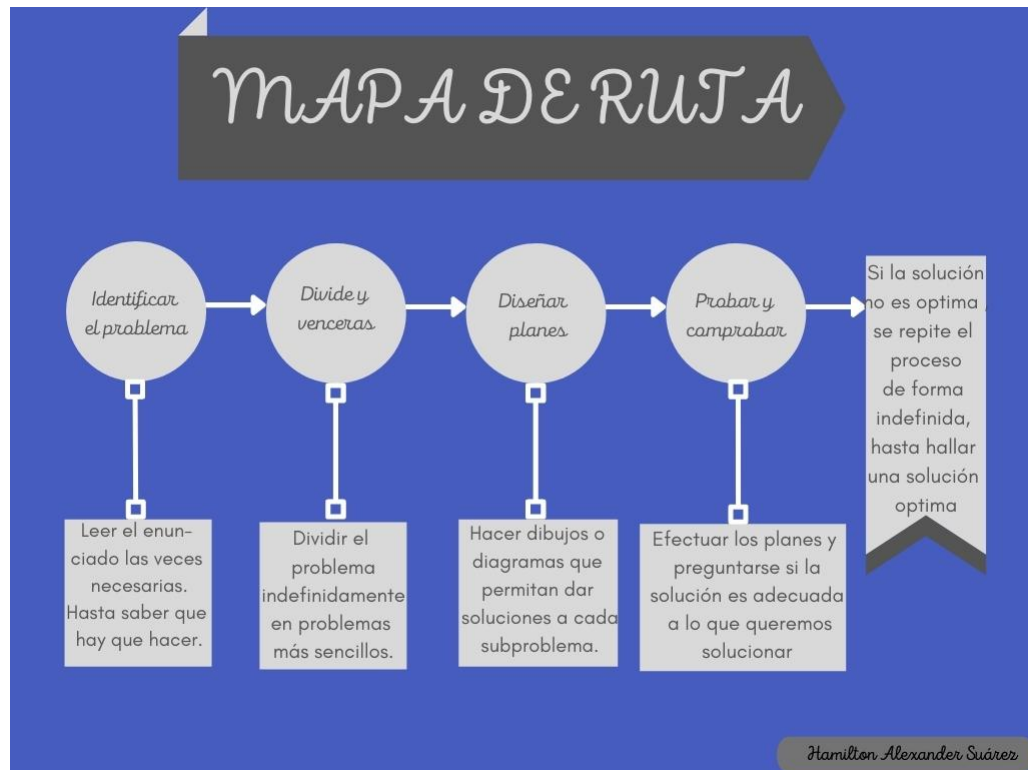 MAPA DE RUTA
Identificar
el problema
Divide y
venceras
Diseñar
planes
Probar y
comprobar
Si la solución
no es optima ,
se repite el
proceso
de forma
indefinida,
hasta hallar
una solución
optima
Leer el enun-
ciado las veces
necesarias.
Hasta saber que
hay que hacer.
Dividir el
problema
indefinidamente
en problemas
más sencillos.
Hacer dibujos o
diagramas que
permitan dar
soluciones a cada
subproblema.
Efectuar los planes y
preguntarse si la
solución es adecuada
a lo que queremos
solucionar
Hamilton Alexander Suárez